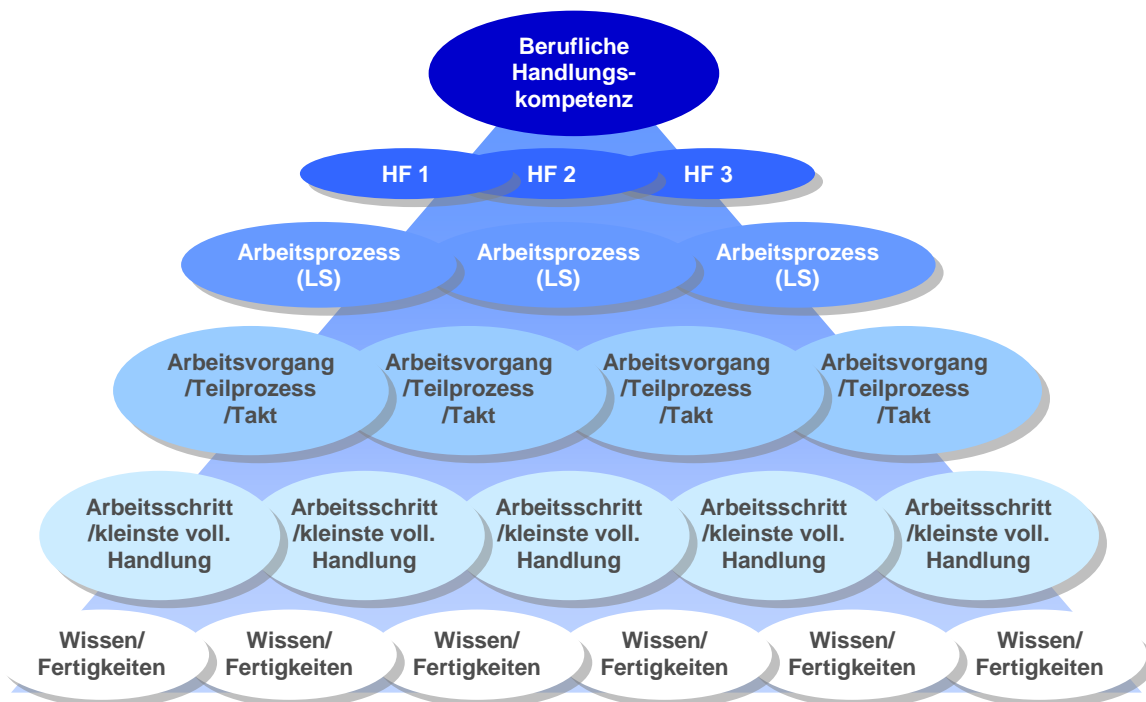 Berufliche
Handlungs-
kompetenz
HF 1
HF 2
HF 3
Arbeitsprozess
(LS)
Arbeitsprozess
(LS)
Arbeitsprozess
(LS)
Arbeitsvorgang
/Teilprozess
/Takt
Arbeitsvorgang
/Teilprozess
/Takt
Arbeitsvorgang
/Teilprozess
/Takt
Arbeitsvorgang
/Teilprozess
/Takt
Arbeitsschritt
/kleinste voll.
Handlung
Arbeitsschritt
/kleinste voll.
Handlung
Arbeitsschritt
/kleinste voll.
Handlung
Arbeitsschritt
/kleinste voll.
Handlung
Arbeitsschritt
/kleinste voll.
Handlung
Wissen/
Fertigkeiten
Wissen/
Fertigkeiten
Wissen/
Fertigkeiten
Wissen/
Fertigkeiten
Wissen/
Fertigkeiten
Wissen/
Fertigkeiten